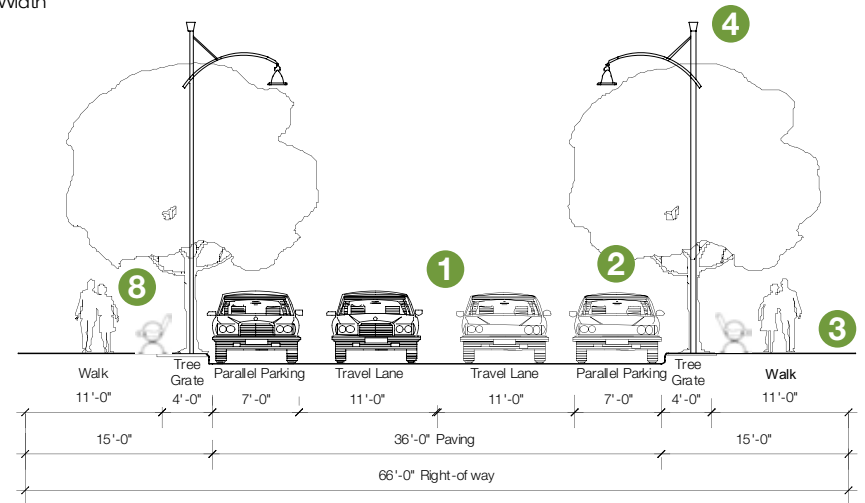 Width
4
1
2
8
3
Walk
Tree
Grate
Parallel Parking
Travel Lane
Travel Lane
Parallel Parking
Tree
Grate
Walk
11'-0"
4'-0"
7'-0"
11'-0"
11'-0"
7'-0"
4'-0"
11'-0"
15'-0"
36'-0" Paving
15'-0"
66'-0" Right-of way